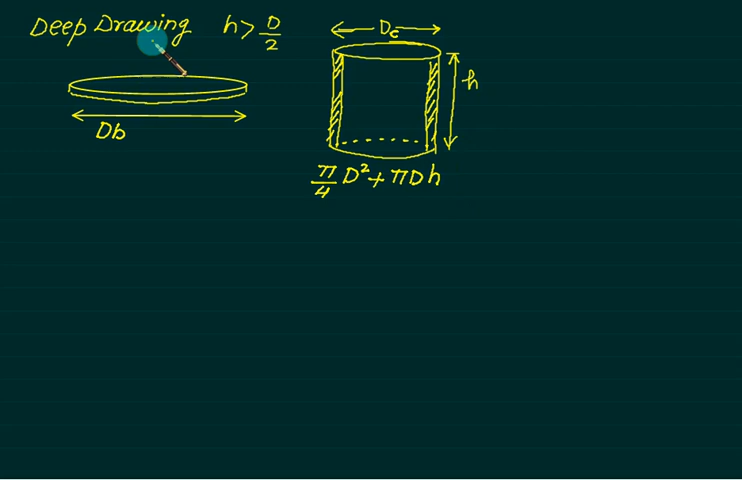 Deep Drawing h > D/2
Dc
h
Db
π/4 D² + πDh